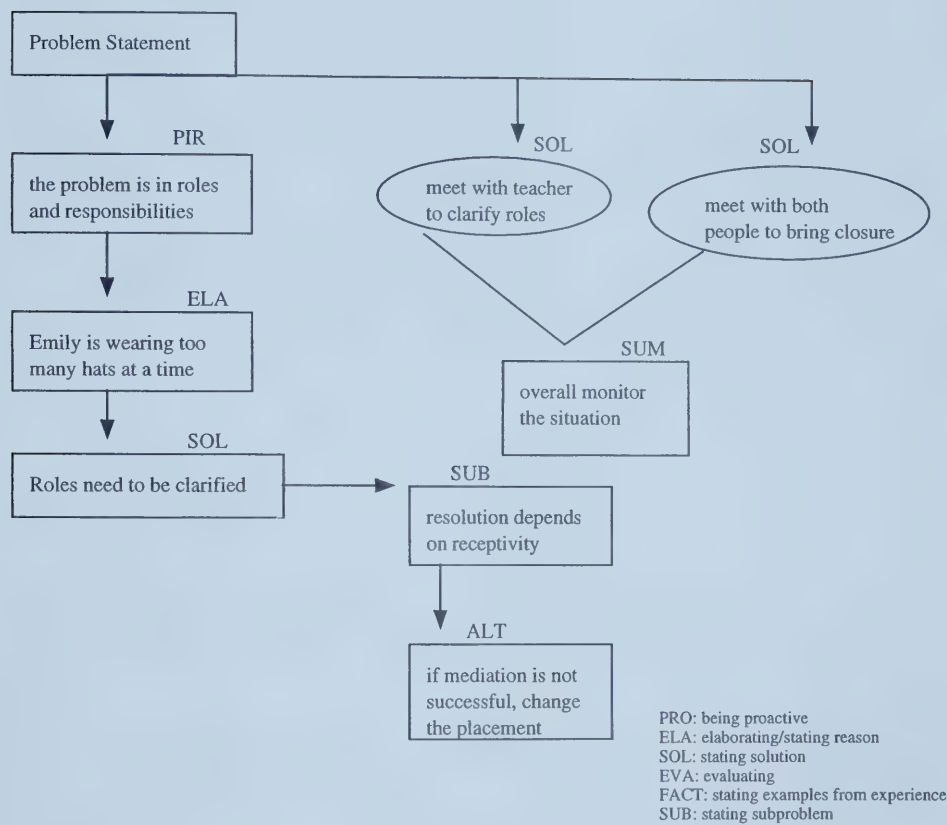 Problem Statement
PIR
the problem is in roles
and responsibilities
ELA
Emily is wearing too
many hats at a time
SOL
Roles need to be clarified
SOL
meet with teacher
to clarify roles
SOL
meet with both
people to bring closure
SUM
overall monitor
the situation
SUB
resolution depends
on receptivity
ALT
if mediation is not
successful, change
the placement
PRO: being proactive
ELA: elaborating/stating reason
SOL: stating solution
EVA: evaluating
FACT: stating examples from experience
SUB: stating subproblem